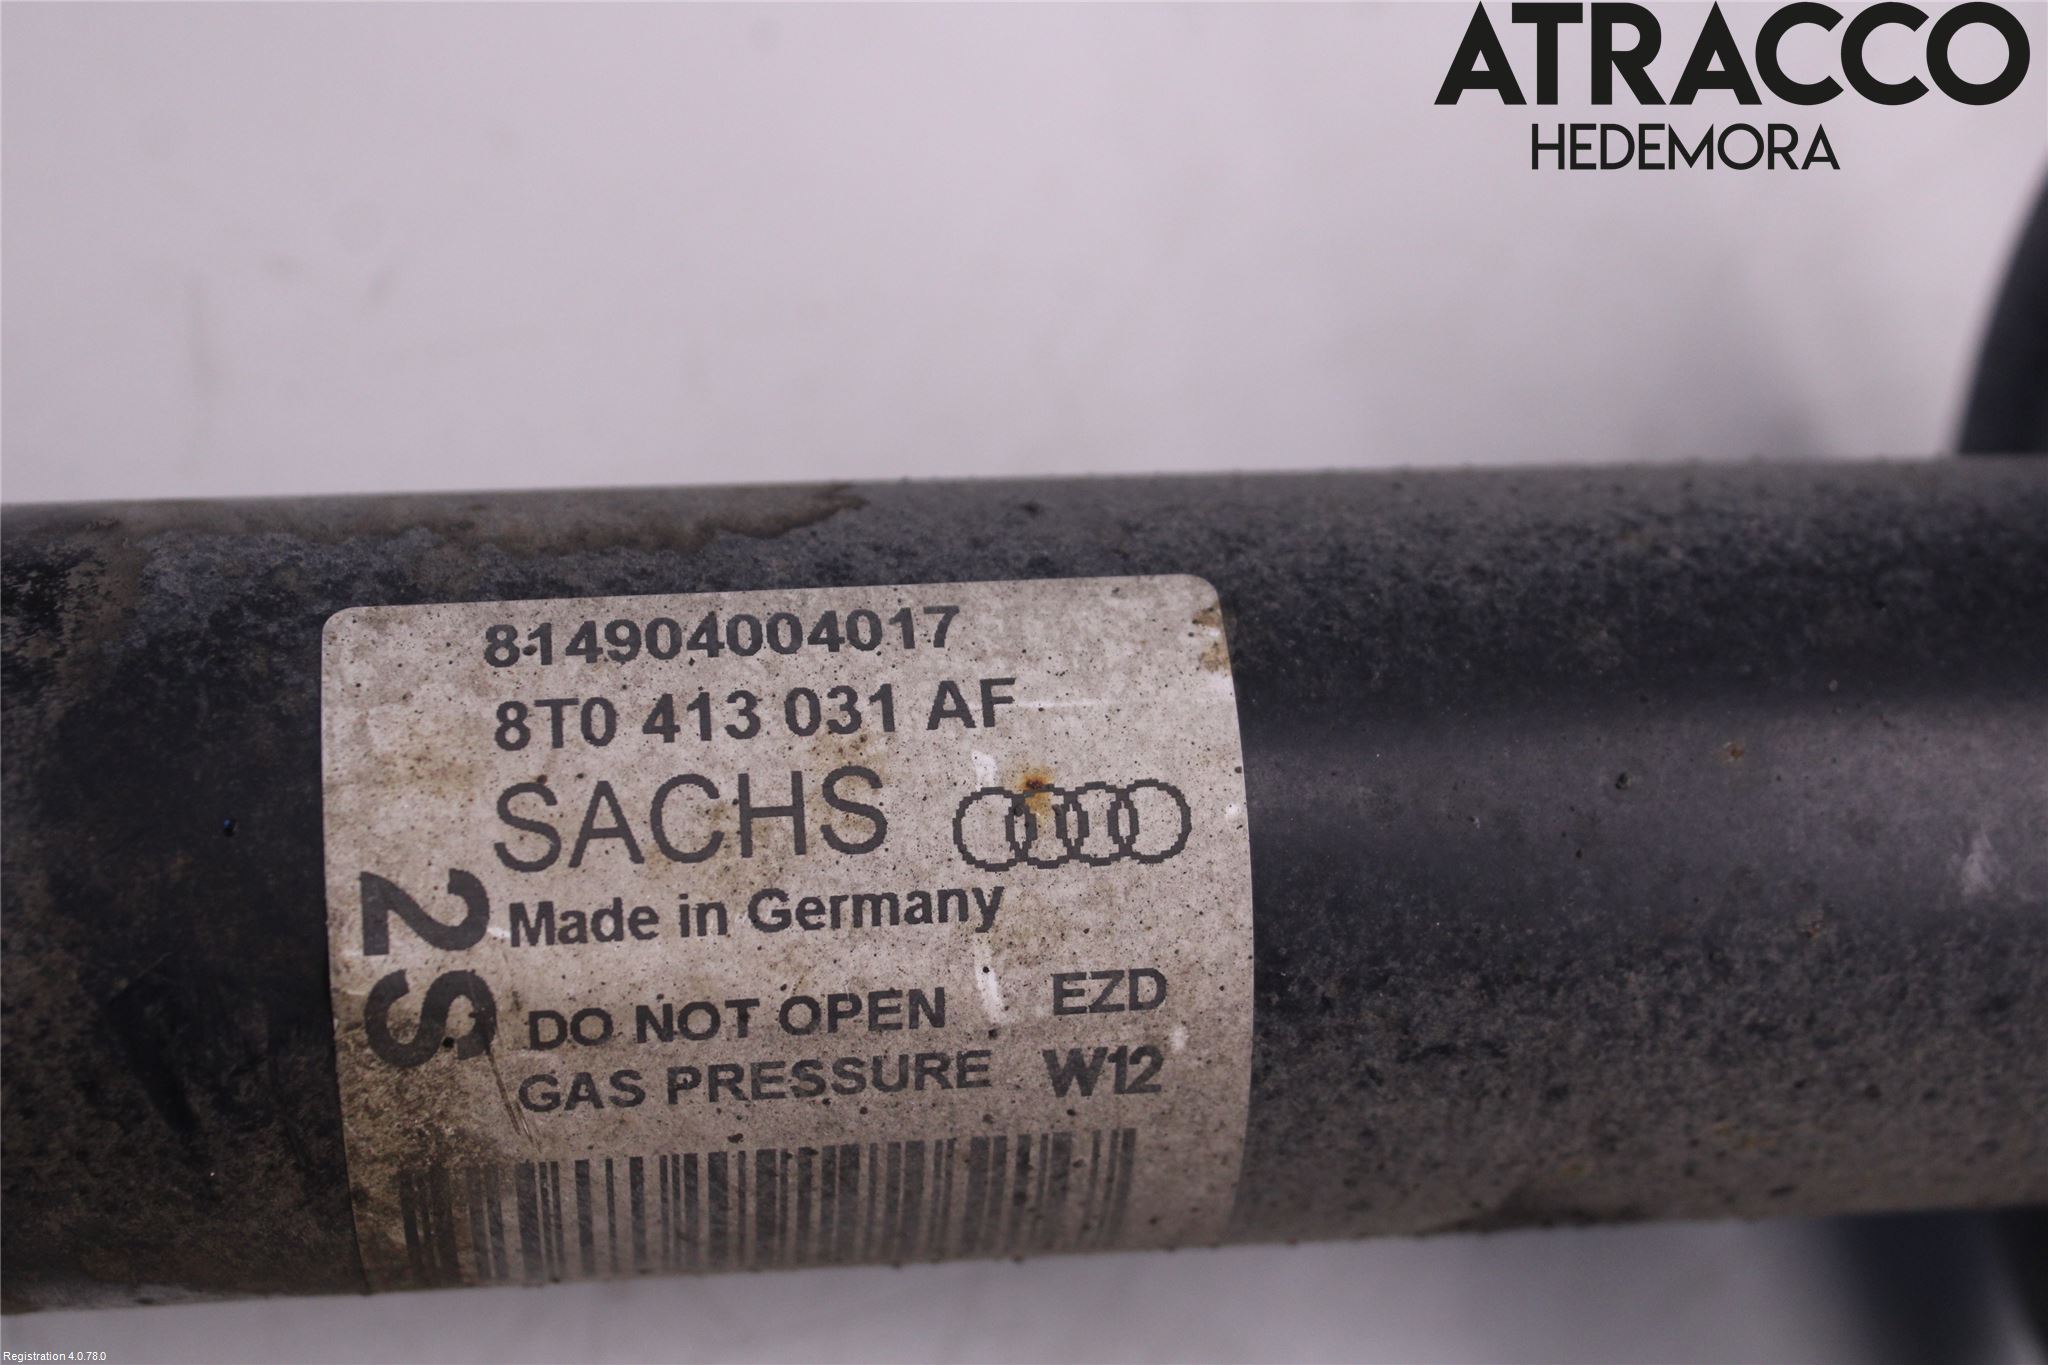 ATRACCO
HEDEMORA
814904004017
8T0 413 031 AF
SACHS
Made in Germany
2S
DO NOT OPEN EZD
GAS PRESSURE W12
Registration 4.0.78.0